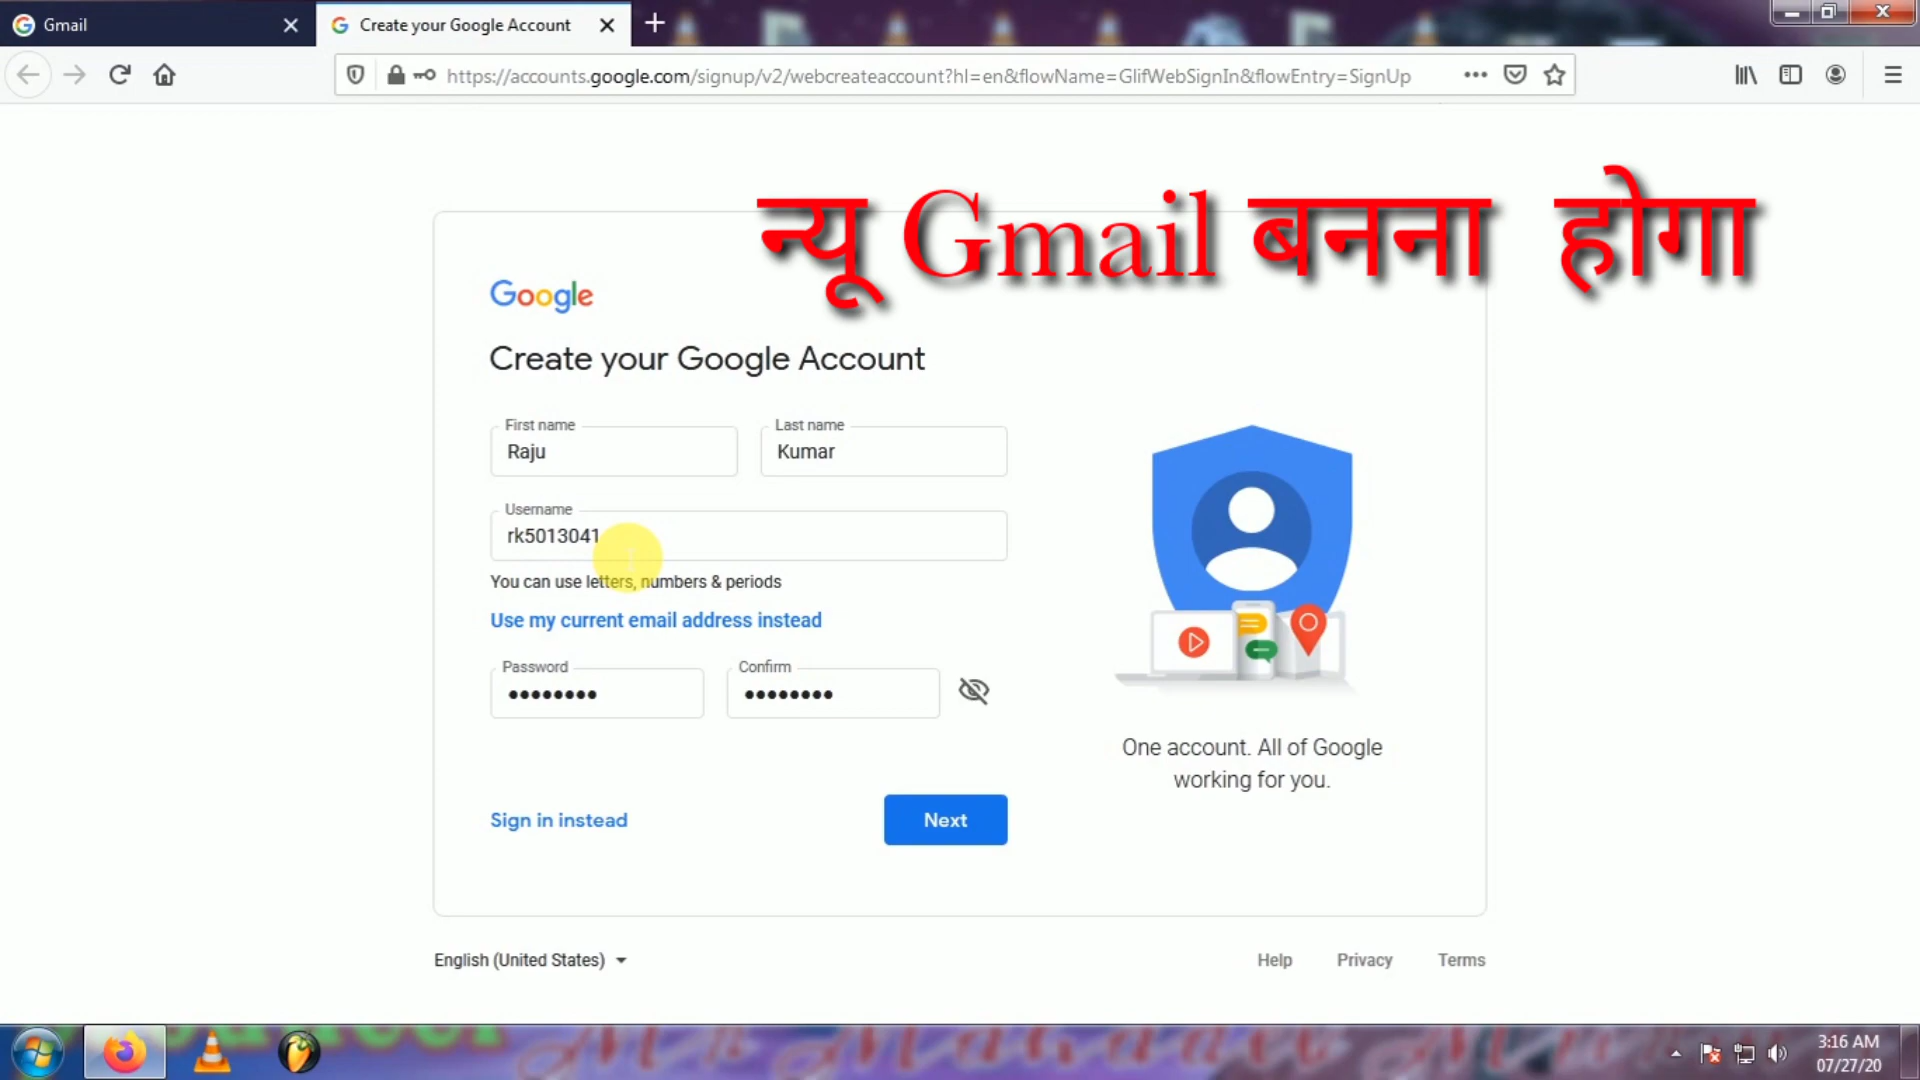 Gmail
Create your Google Account
https://accounts.google.com/signup/v2/webcreateaccount?hl=en&flowName=GlifWebSignIn&flowEntry=SignUp
न्यू Gmail बनना होगा
Google
Create your Google Account
First name
Last name
Raju
Kumar
Username
rk5013041
You can use letters, numbers & periods
Use my current email address instead
Password
Confirm
••••••••
••••••••
One account. All of Google
working for you.
Sign in instead
Next
English (United States)
Help
Privacy
Terms
3:16 AM
07/27/20